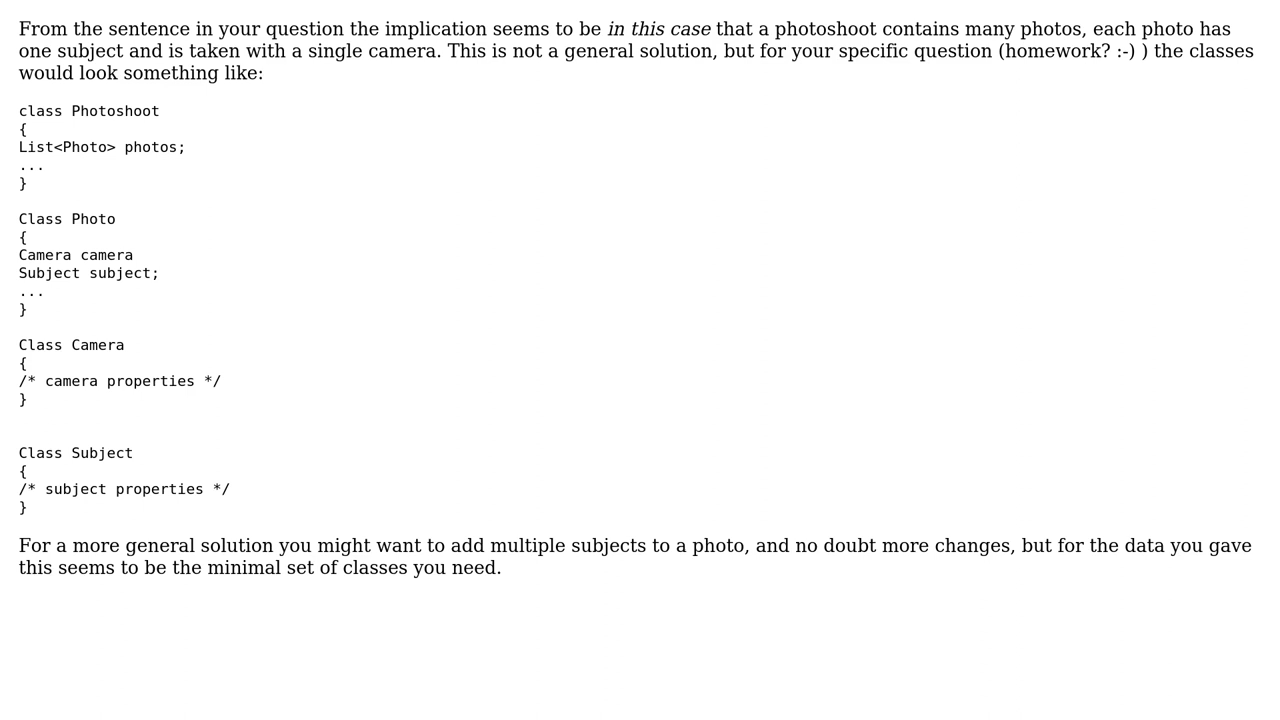 From the sentence in your question the implication seems to be in this case that a photoshoot contains many photos, each photo has
one subject and is taken with a single camera. This is not a general solution, but for your specific question (homework? :-) ) the classes
would look something like:
class Photoshoot
{
List<Photo> photos;
...
}
Class Photo
{
Camera camera
Subject subject;
...
}
Class Camera
{
/* camera properties */
}
Class Subject
{
/* subject properties */
}
For a more general solution you might want to add multiple subjects to a photo, and no doubt more changes, but for the data you gave
this seems to be the minimal set of classes you need.